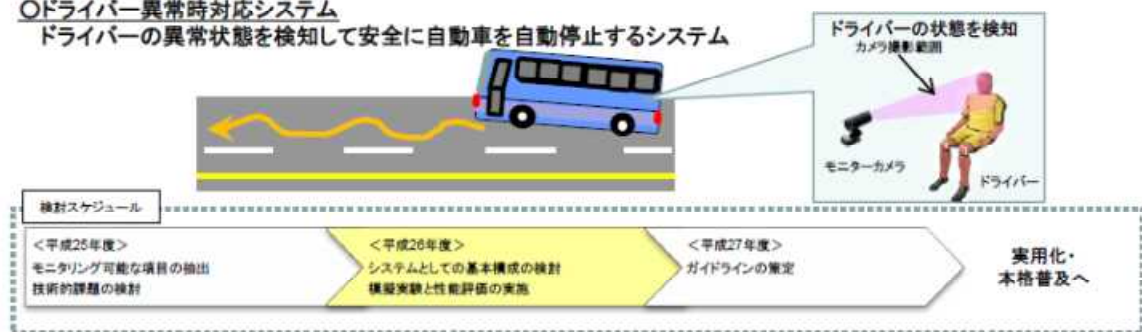 ○ドライバー異常時対応システム
ドライバーの異常状態を検知して安全に自動車を自動停止するシステム
ドライバーの状態を検知
カメラ撮影範囲
モニターカメラ
ドライバー
検討スケジュール
<平成25年度>
モニタリング可能な項目の抽出
技術的課題の検討
<平成26年度>
システムとしての基本構成の検討
模擬実験と性能評価の実施
<平成27年度>
ガイドラインの策定
実用化・
本格普及へ